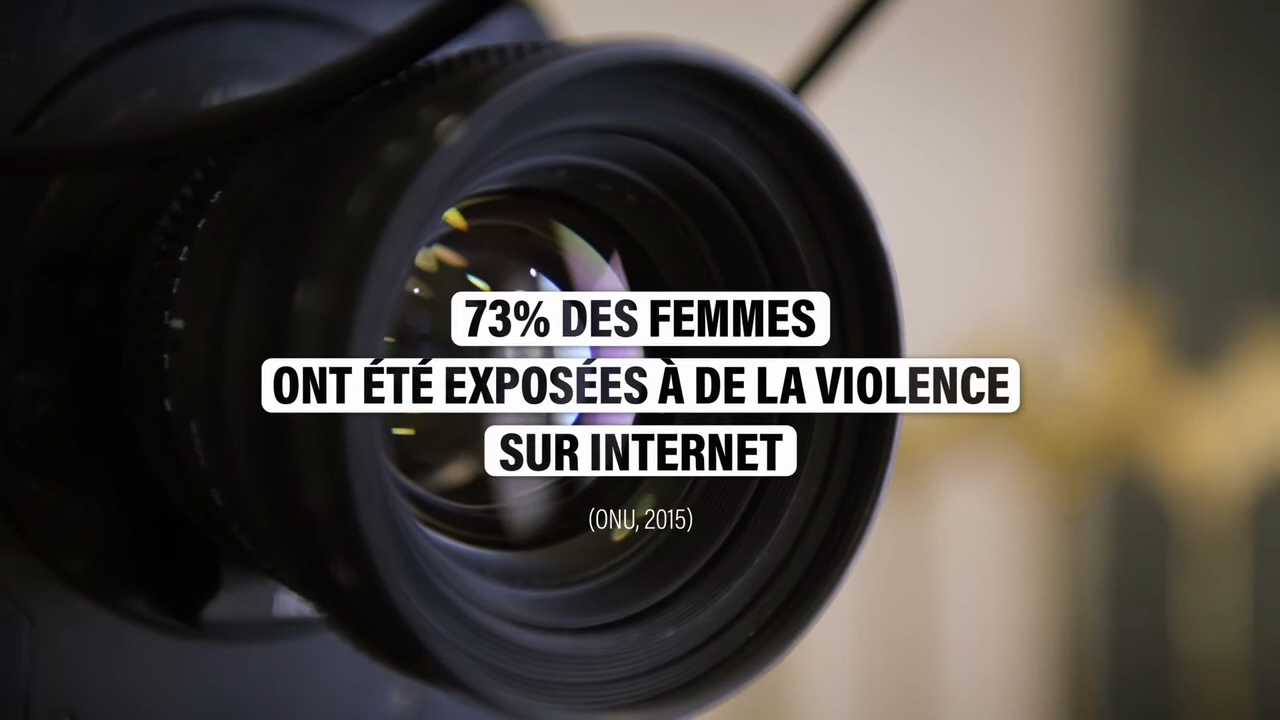 73% DES FEMMES
ONT ÉTÉ EXPOSÉES À DE LA VIOLENCE
SUR INTERNET
(ONU, 2015)